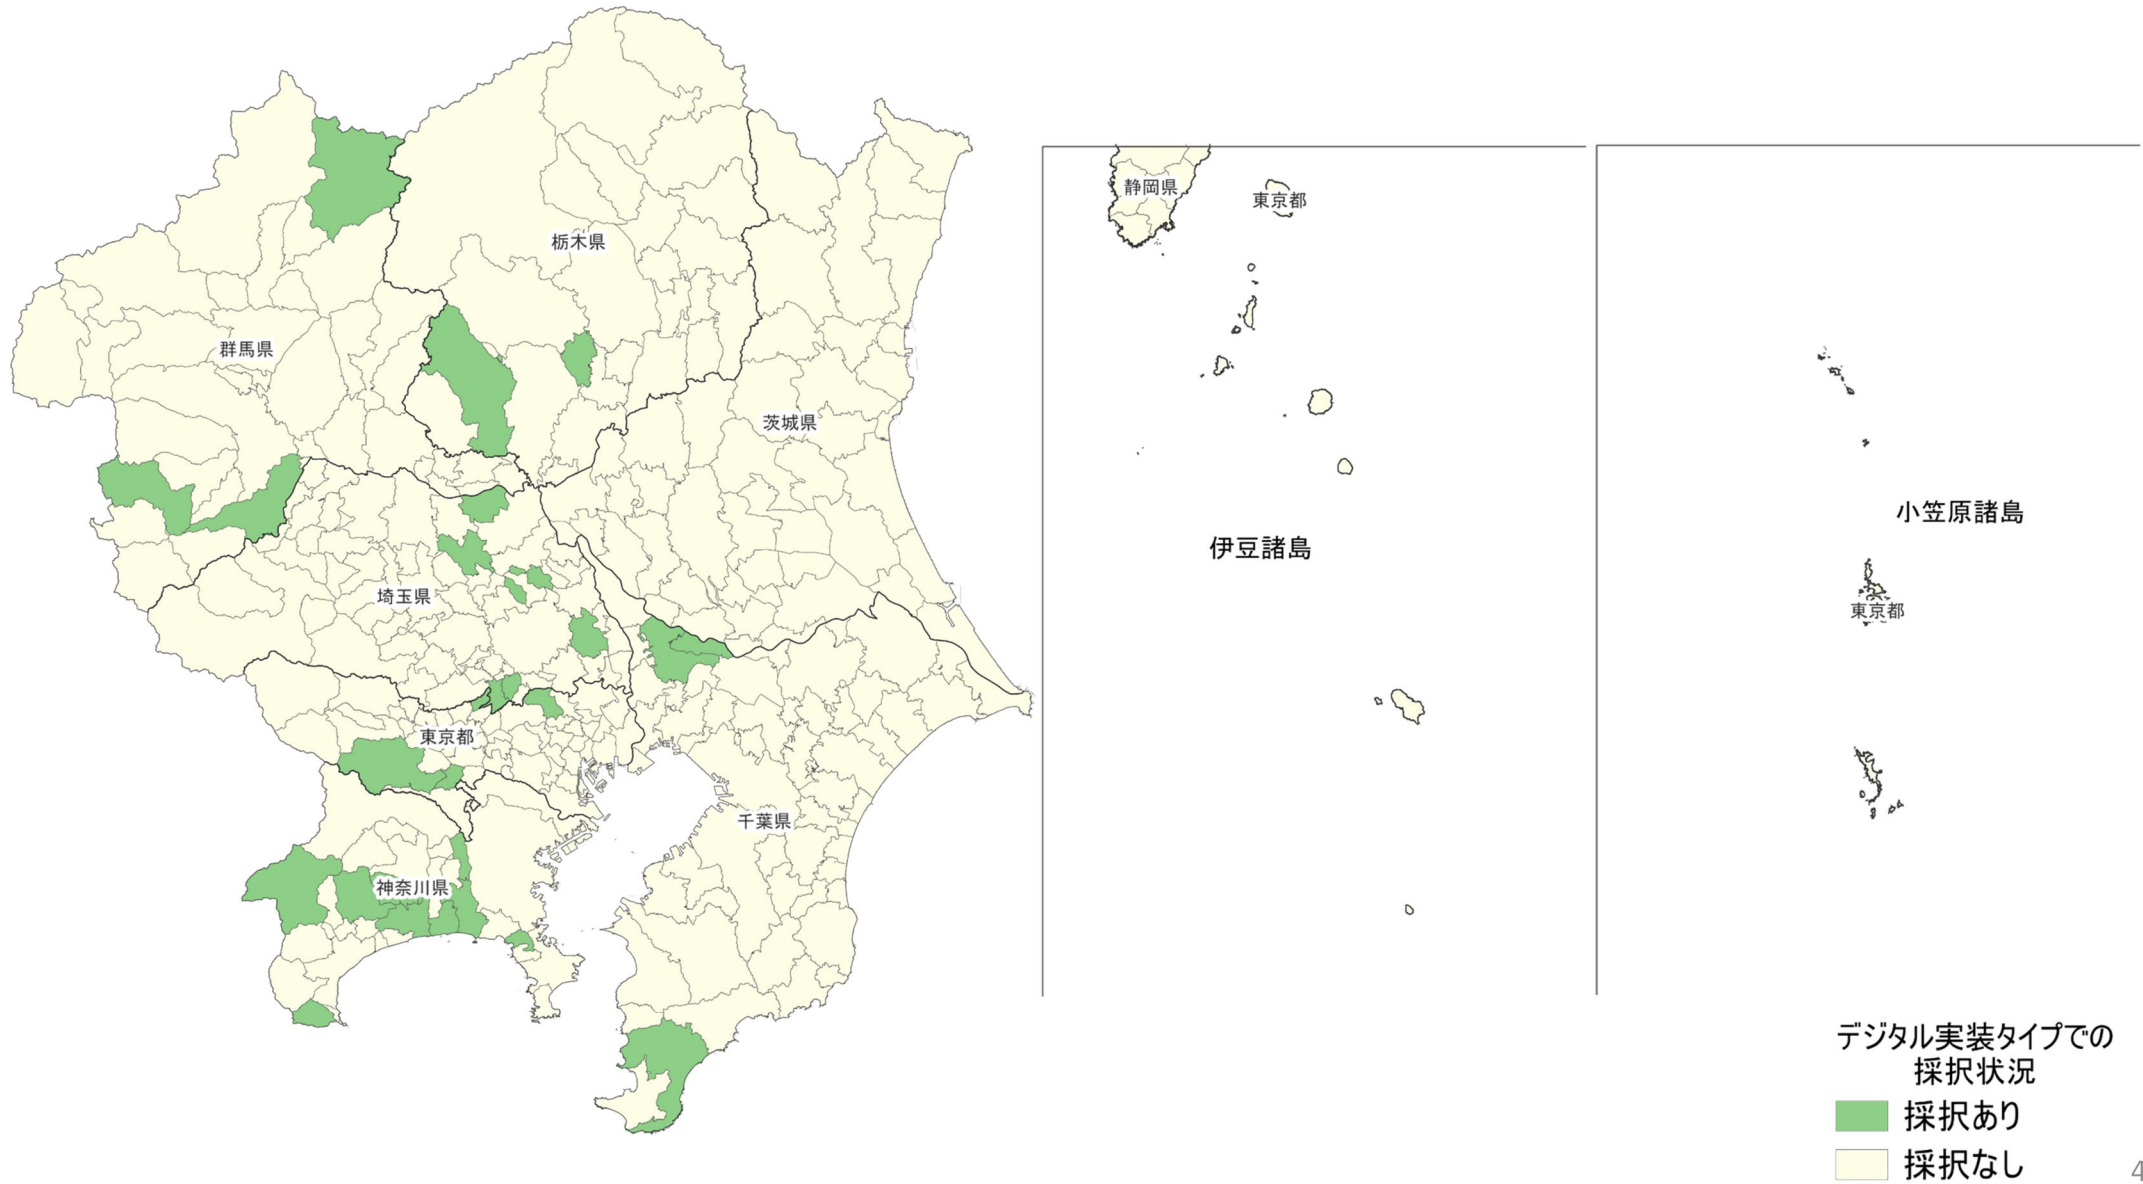 静岡県
東京都
栃木県
群馬県
茨城県
小笠原諸島
伊豆諸島
埼玉県
東京都
東京都
千葉県
神奈川県
デジタル実装タイプでの
採択状況
採択あり
採択なし
4